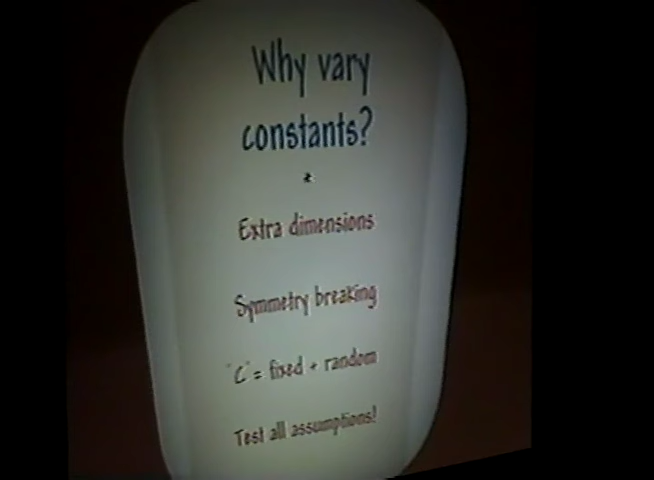 Why vary
constants?
Extra dimensions
Symmetry breaking
"C" = fixed + random
Test all assumptions!